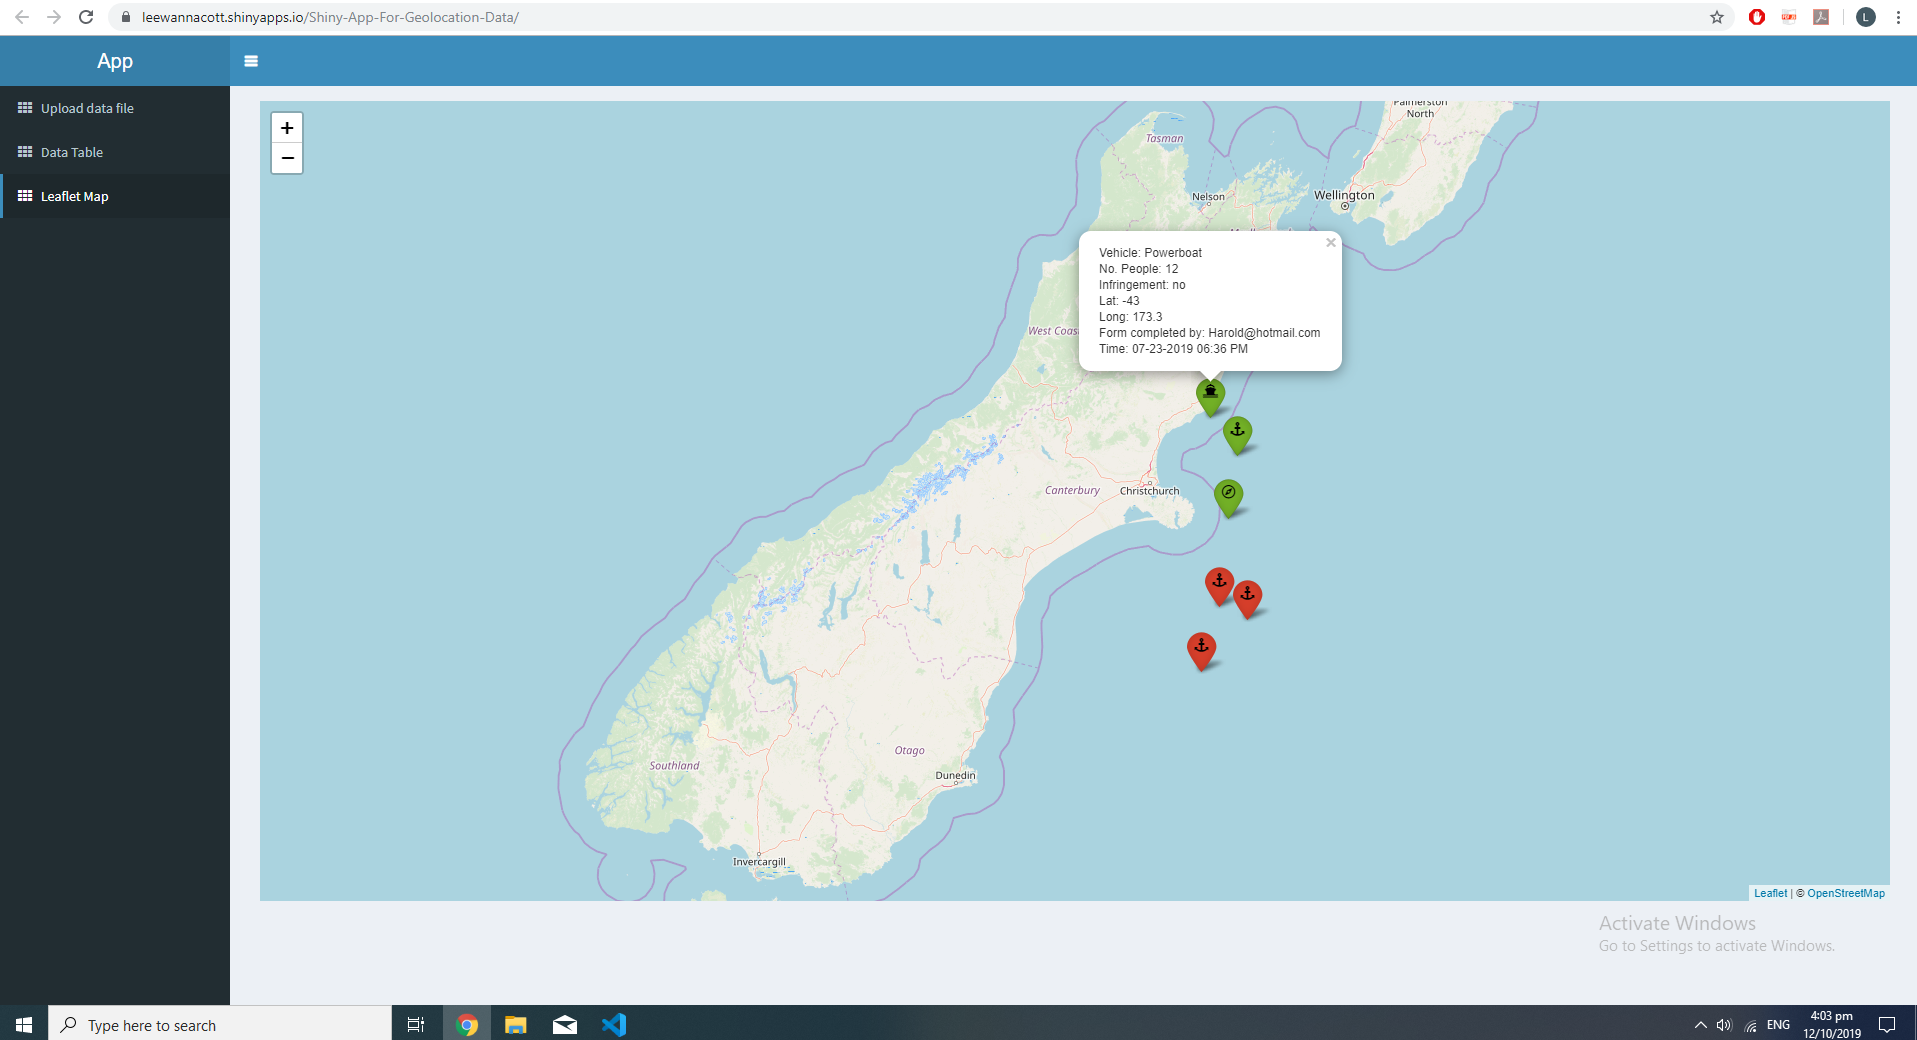 leewannacott.shinyapps.io/Shiny-App-For-Geolocation-Data/
L
App
Upload data file
Data Table
Leaflet Map
+
−
Palmerston
North
Tasman
Nelson
Wellington
×
Vehicle: Powerboat
No. People: 12
Infringement: no
Lat: -43
Long: 173.3
Form completed by: Harold@hotmail.com
Time: 07-23-2019 06:36 PM
West Coas
Canterbury
Christchurch
Otago
Southland
Dunedin
Invercargill
Leaflet | © OpenStreetMap
Activate Windows
Go to Settings to activate Windows.
Type here to search
ENG
4:03 pm
12/10/2019